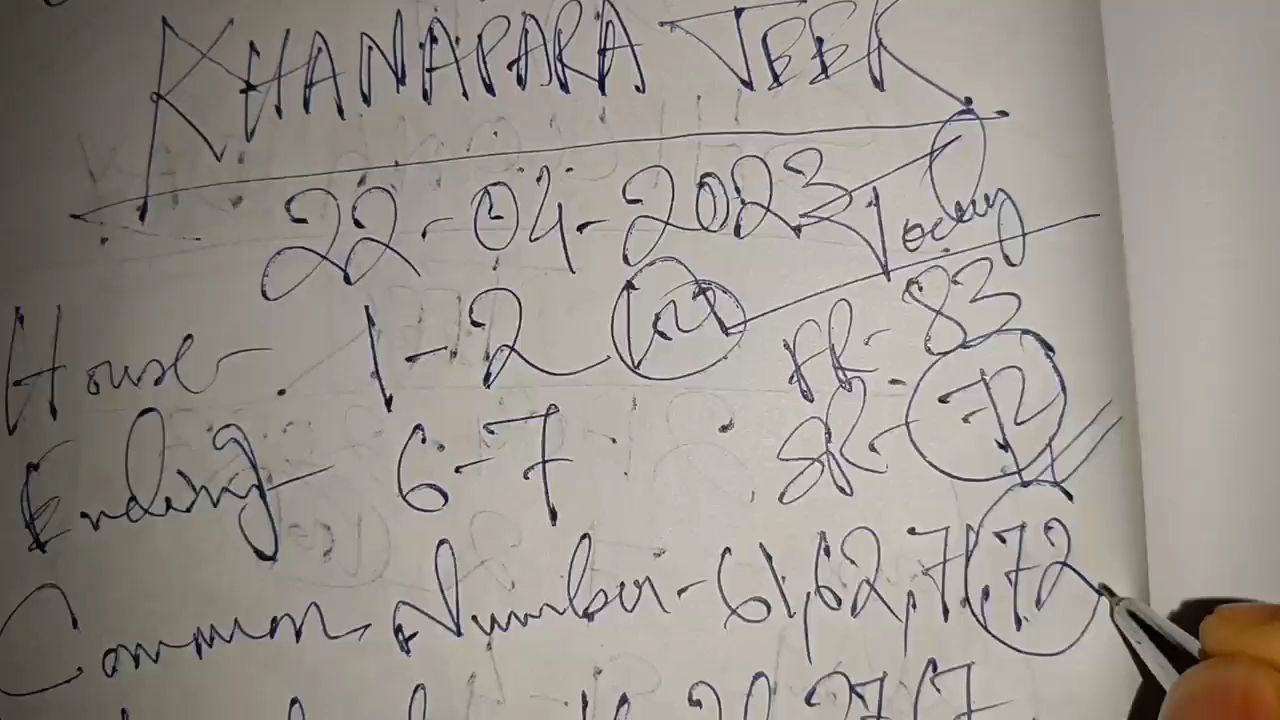 KHANAPARA TEER
22-04-2023 Today
House- 1-2 FR- 83
Ending- 6-7 SR- 72
Common Number- 61,62,71,72